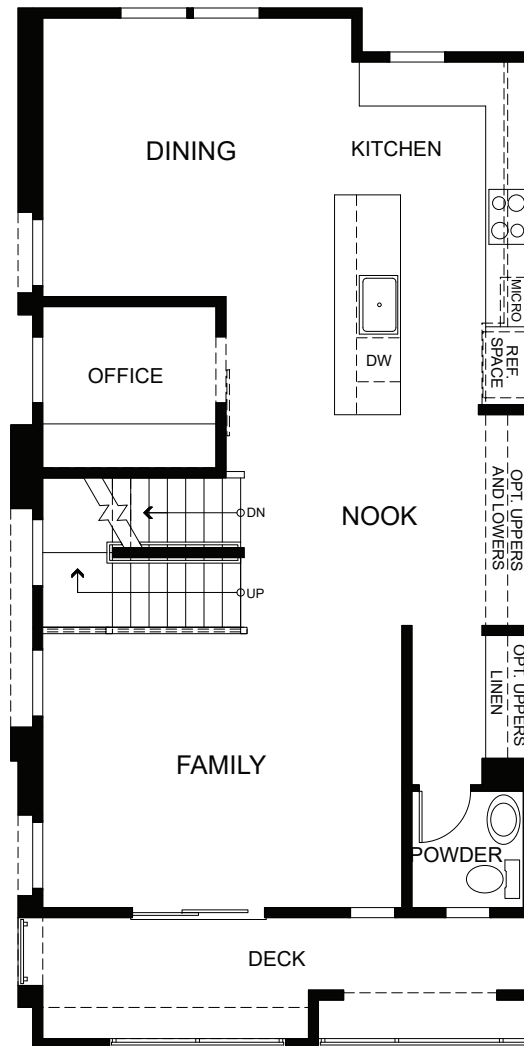 DINING
KITCHEN
MICRO
REF.
SPACE
DW
OFFICE
OPT. UPPERS
AND LOWERS
DN
NOOK
UP
OPT. UPPERS
LINEN
FAMILY
POWDER
DECK